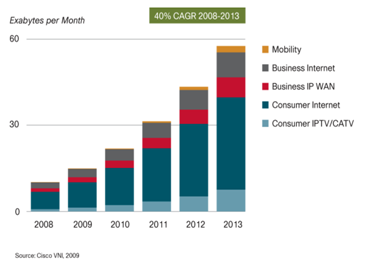 Exabytes per Month
40% CAGR 2008-2013
60
30
0
2008 2009 2010 2011 2012 2013
Mobility
Business Internet
Business IP WAN
Consumer Internet
Consumer IPTV/CATV
Source: Cisco VNI, 2009